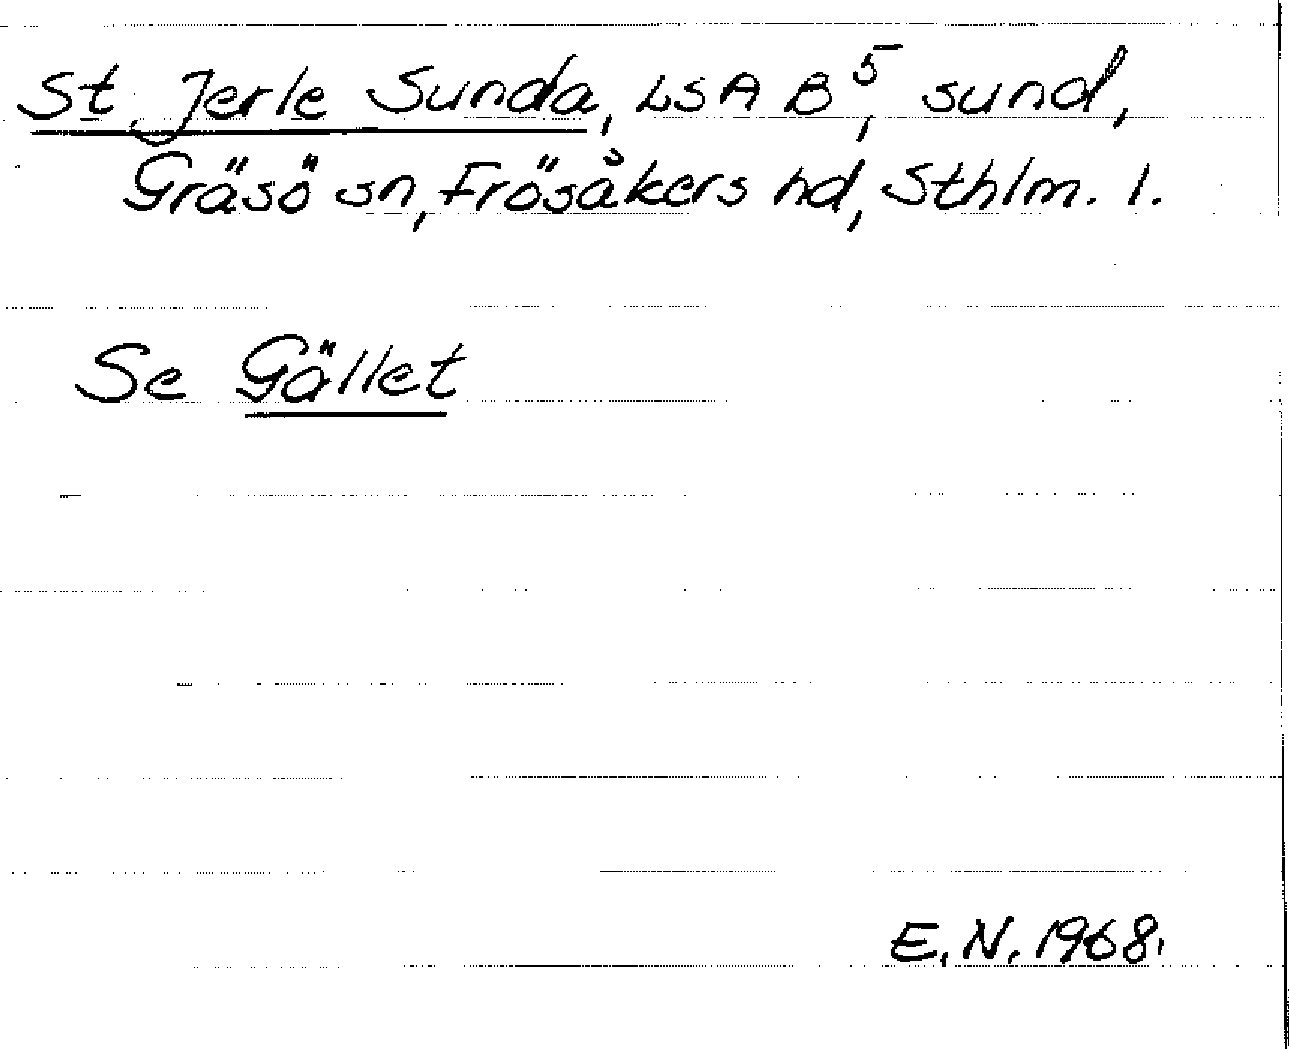 St. Jerle Sunda, LSA B⁵, sund,
Gräsö sn, Frösåkers hd, Sthlm. l.
Se Gället
E.N. 1968.